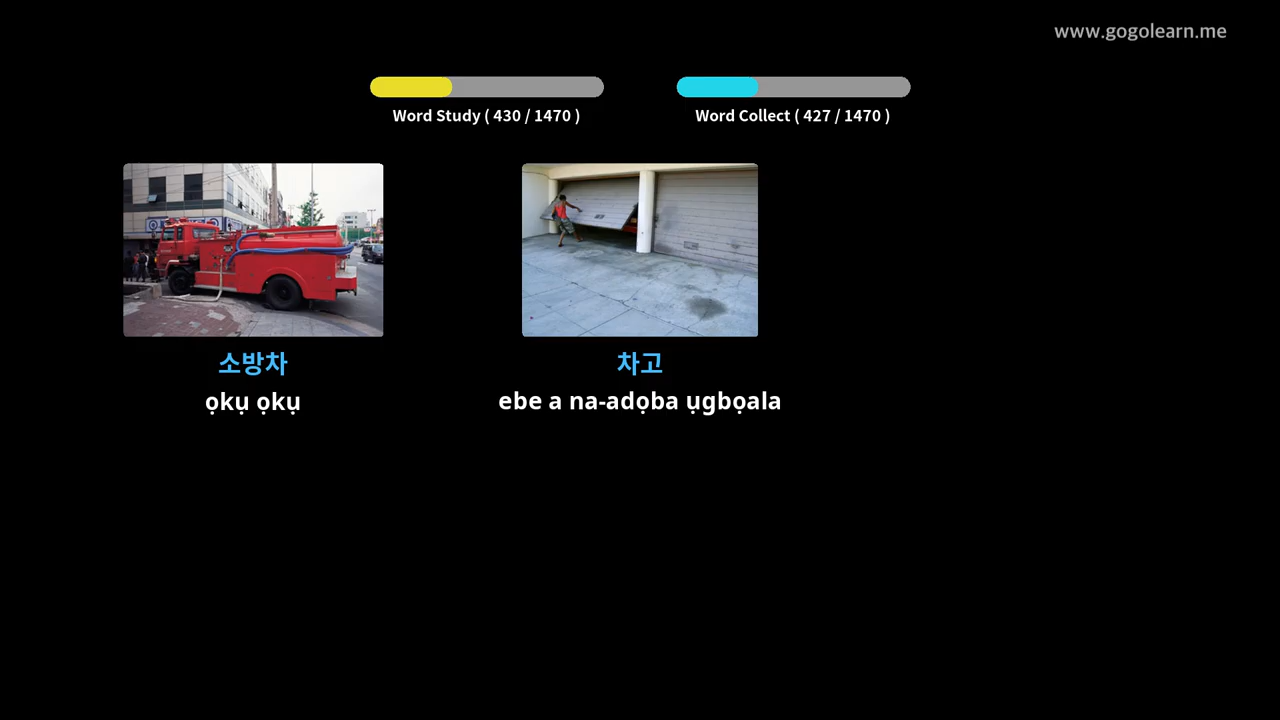 www.gogolearn.me
Word Study ( 430 / 1470 )
Word Collect ( 427 / 1470 )
소방차
ọkụ ọkụ
차고
ebe a na-adọba ụgbọala